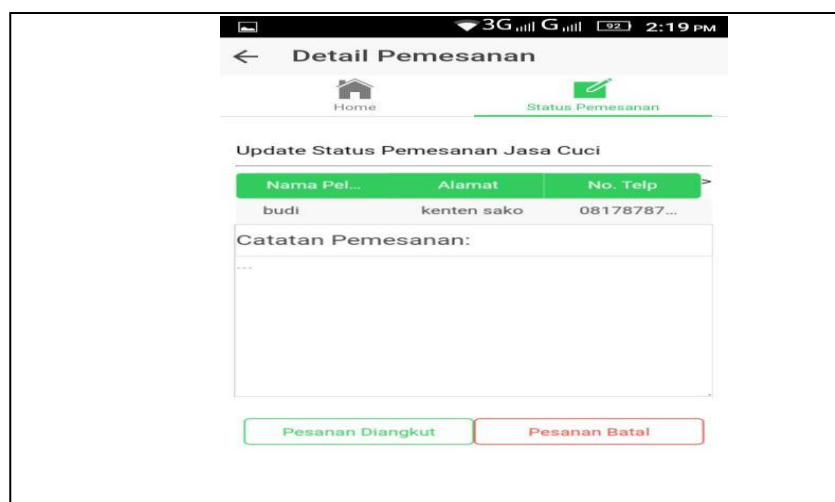 3G G 92 2:19 PM
← Detail Pemesanan
Home Status Pemesanan
Update Status Pemesanan Jasa Cuci
Nama Pel... Alamat No. Telp >
budi kenten sako 08178787...
Catatan Pemesanan:
---
Pesanan Diangkut Pesanan Batal